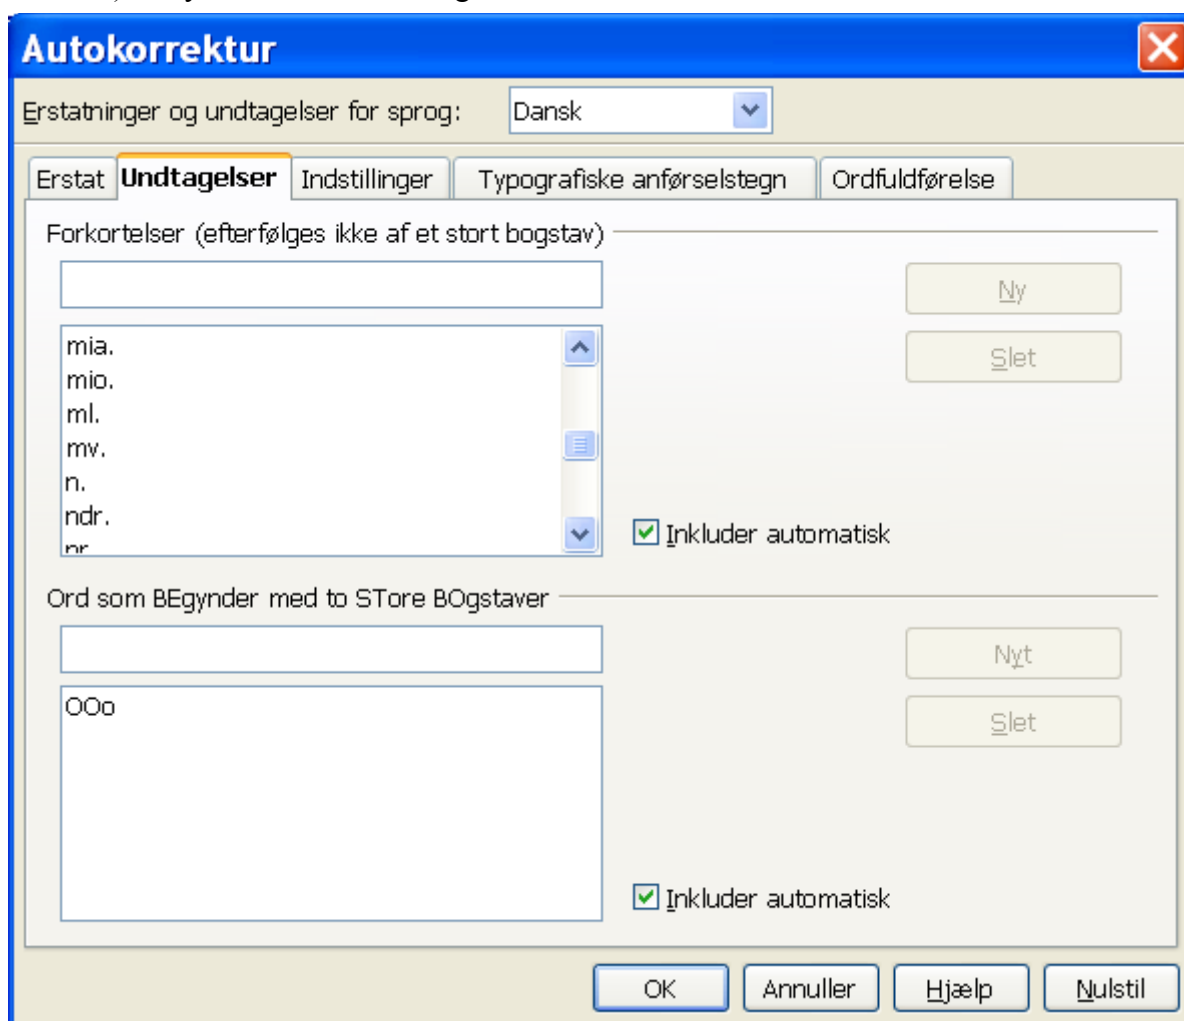 Autokorrektur
Erstatninger og undtagelser for sprog: Dansk
Erstat Undtagelser Indstillinger Typografiske anførselstegn Ordfuldførelse
Forkortelser (efterfølges ikke af et stort bogstav)
Ny
mia.
Slet
mio.
ml.
mv.
n.
ndr.
Inkluder automatisk
Ord som BEgynder med to STore BOgstaver
Nyt
OOo
Slet
Inkluder automatisk
OK Annuller Hjælp Nulstil